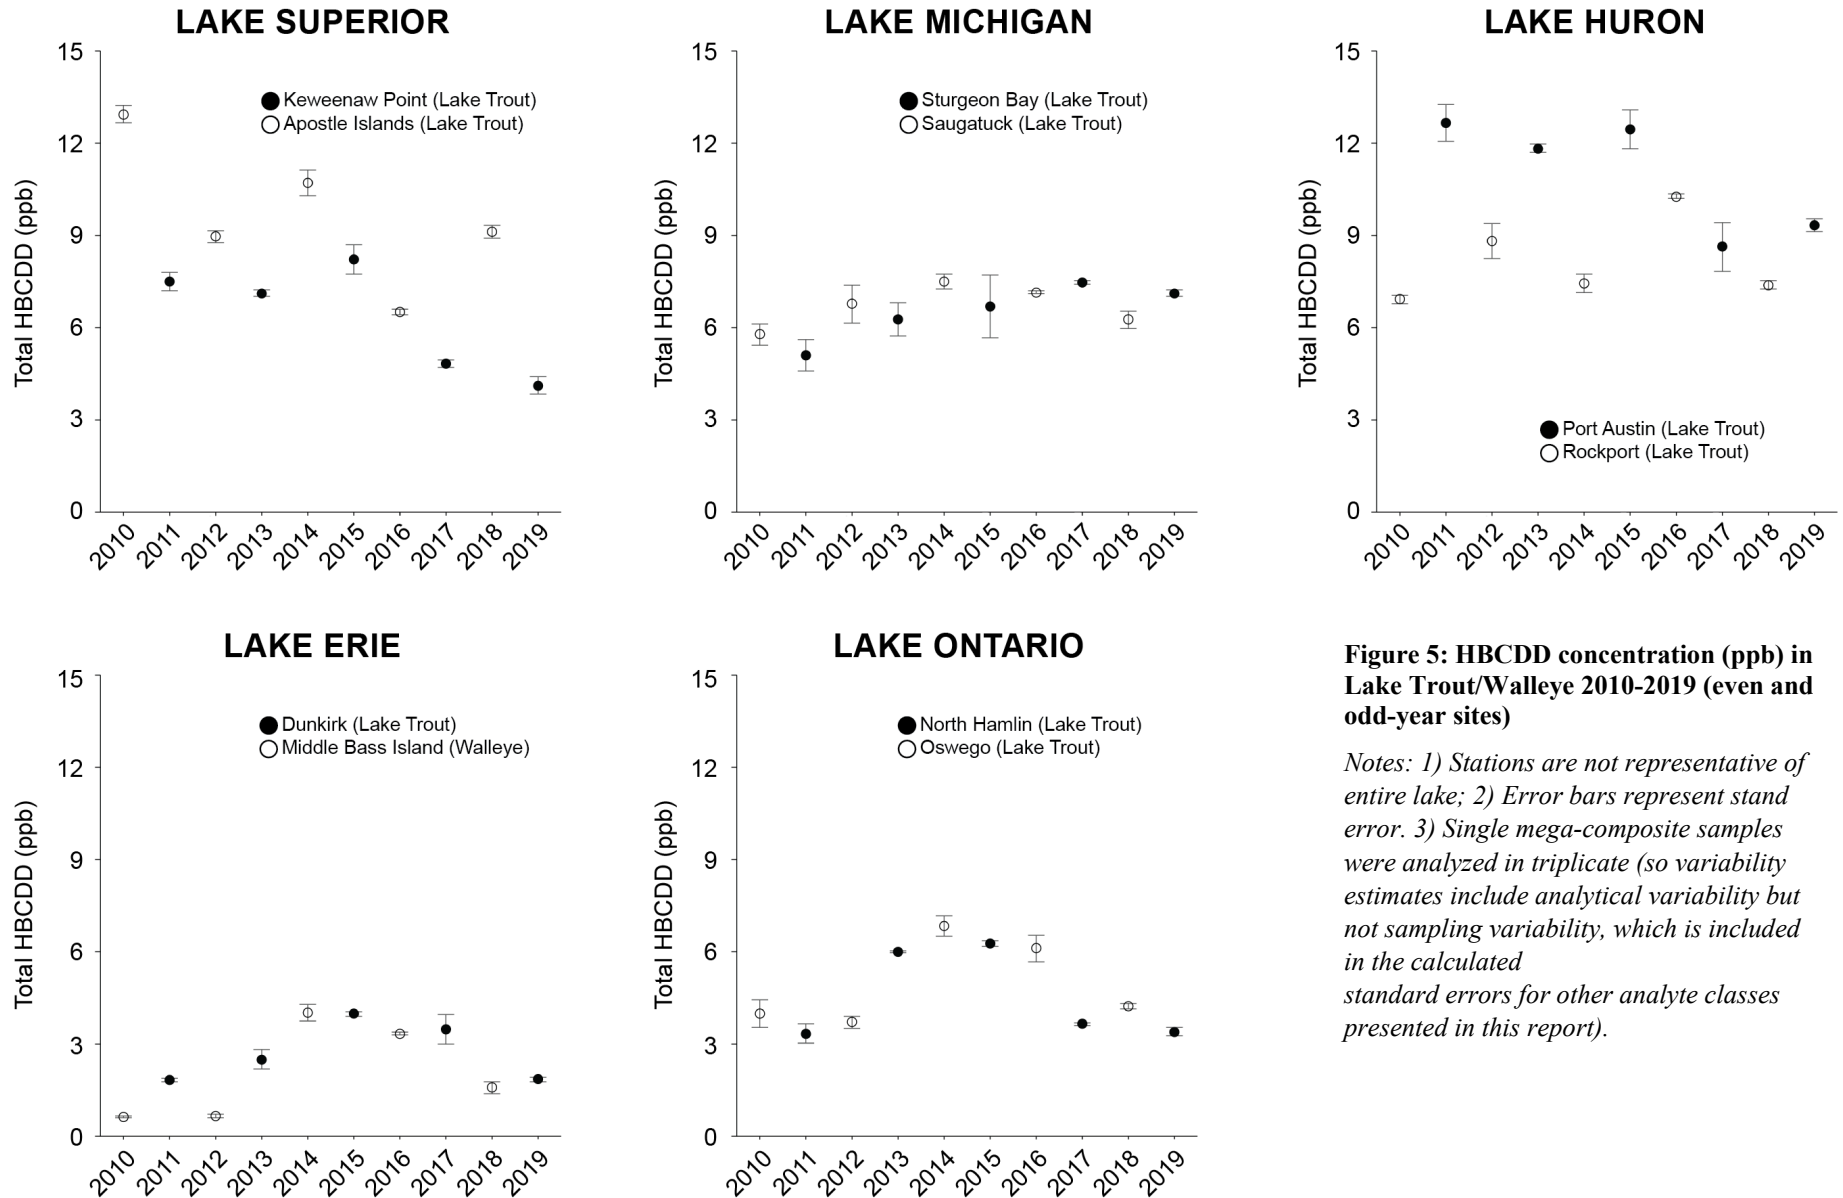 LAKE SUPERIOR
Total HBCDD (ppb)
15
12
9
6
3
0
Keweenaw Point (Lake Trout)
Apostle Islands (Lake Trout)
2010
2011
2012
2013
2014
2015
2016
2017
2018
2019
LAKE MICHIGAN
Total HBCDD (ppb)
15
12
9
6
3
0
Sturgeon Bay (Lake Trout)
Saugatuck (Lake Trout)
2010
2011
2012
2013
2014
2015
2016
2017
2018
2019
LAKE HURON
Total HBCDD (ppb)
15
12
9
6
3
0
Port Austin (Lake Trout)
Rockport (Lake Trout)
2010
2011
2012
2013
2014
2015
2016
2017
2018
2019
LAKE ERIE
Total HBCDD (ppb)
15
12
9
6
3
0
Dunkirk (Lake Trout)
Middle Bass Island (Walleye)
2010
2011
2012
2013
2014
2015
2016
2017
2018
2019
LAKE ONTARIO
Total HBCDD (ppb)
15
12
9
6
3
0
North Hamlin (Lake Trout)
Oswego (Lake Trout)
2010
2011
2012
2013
2014
2015
2016
2017
2018
2019
Figure 5: HBCDD concentration (ppb) in
Lake Trout/Walleye 2010-2019 (even and
odd-year sites)
Notes: 1) Stations are not representative of
entire lake; 2) Error bars represent stand
error. 3) Single mega-composite samples
were analyzed in triplicate (so variability
estimates include analytical variability but
not sampling variability, which is included
in the calculated
standard errors for other analyte classes
presented in this report).